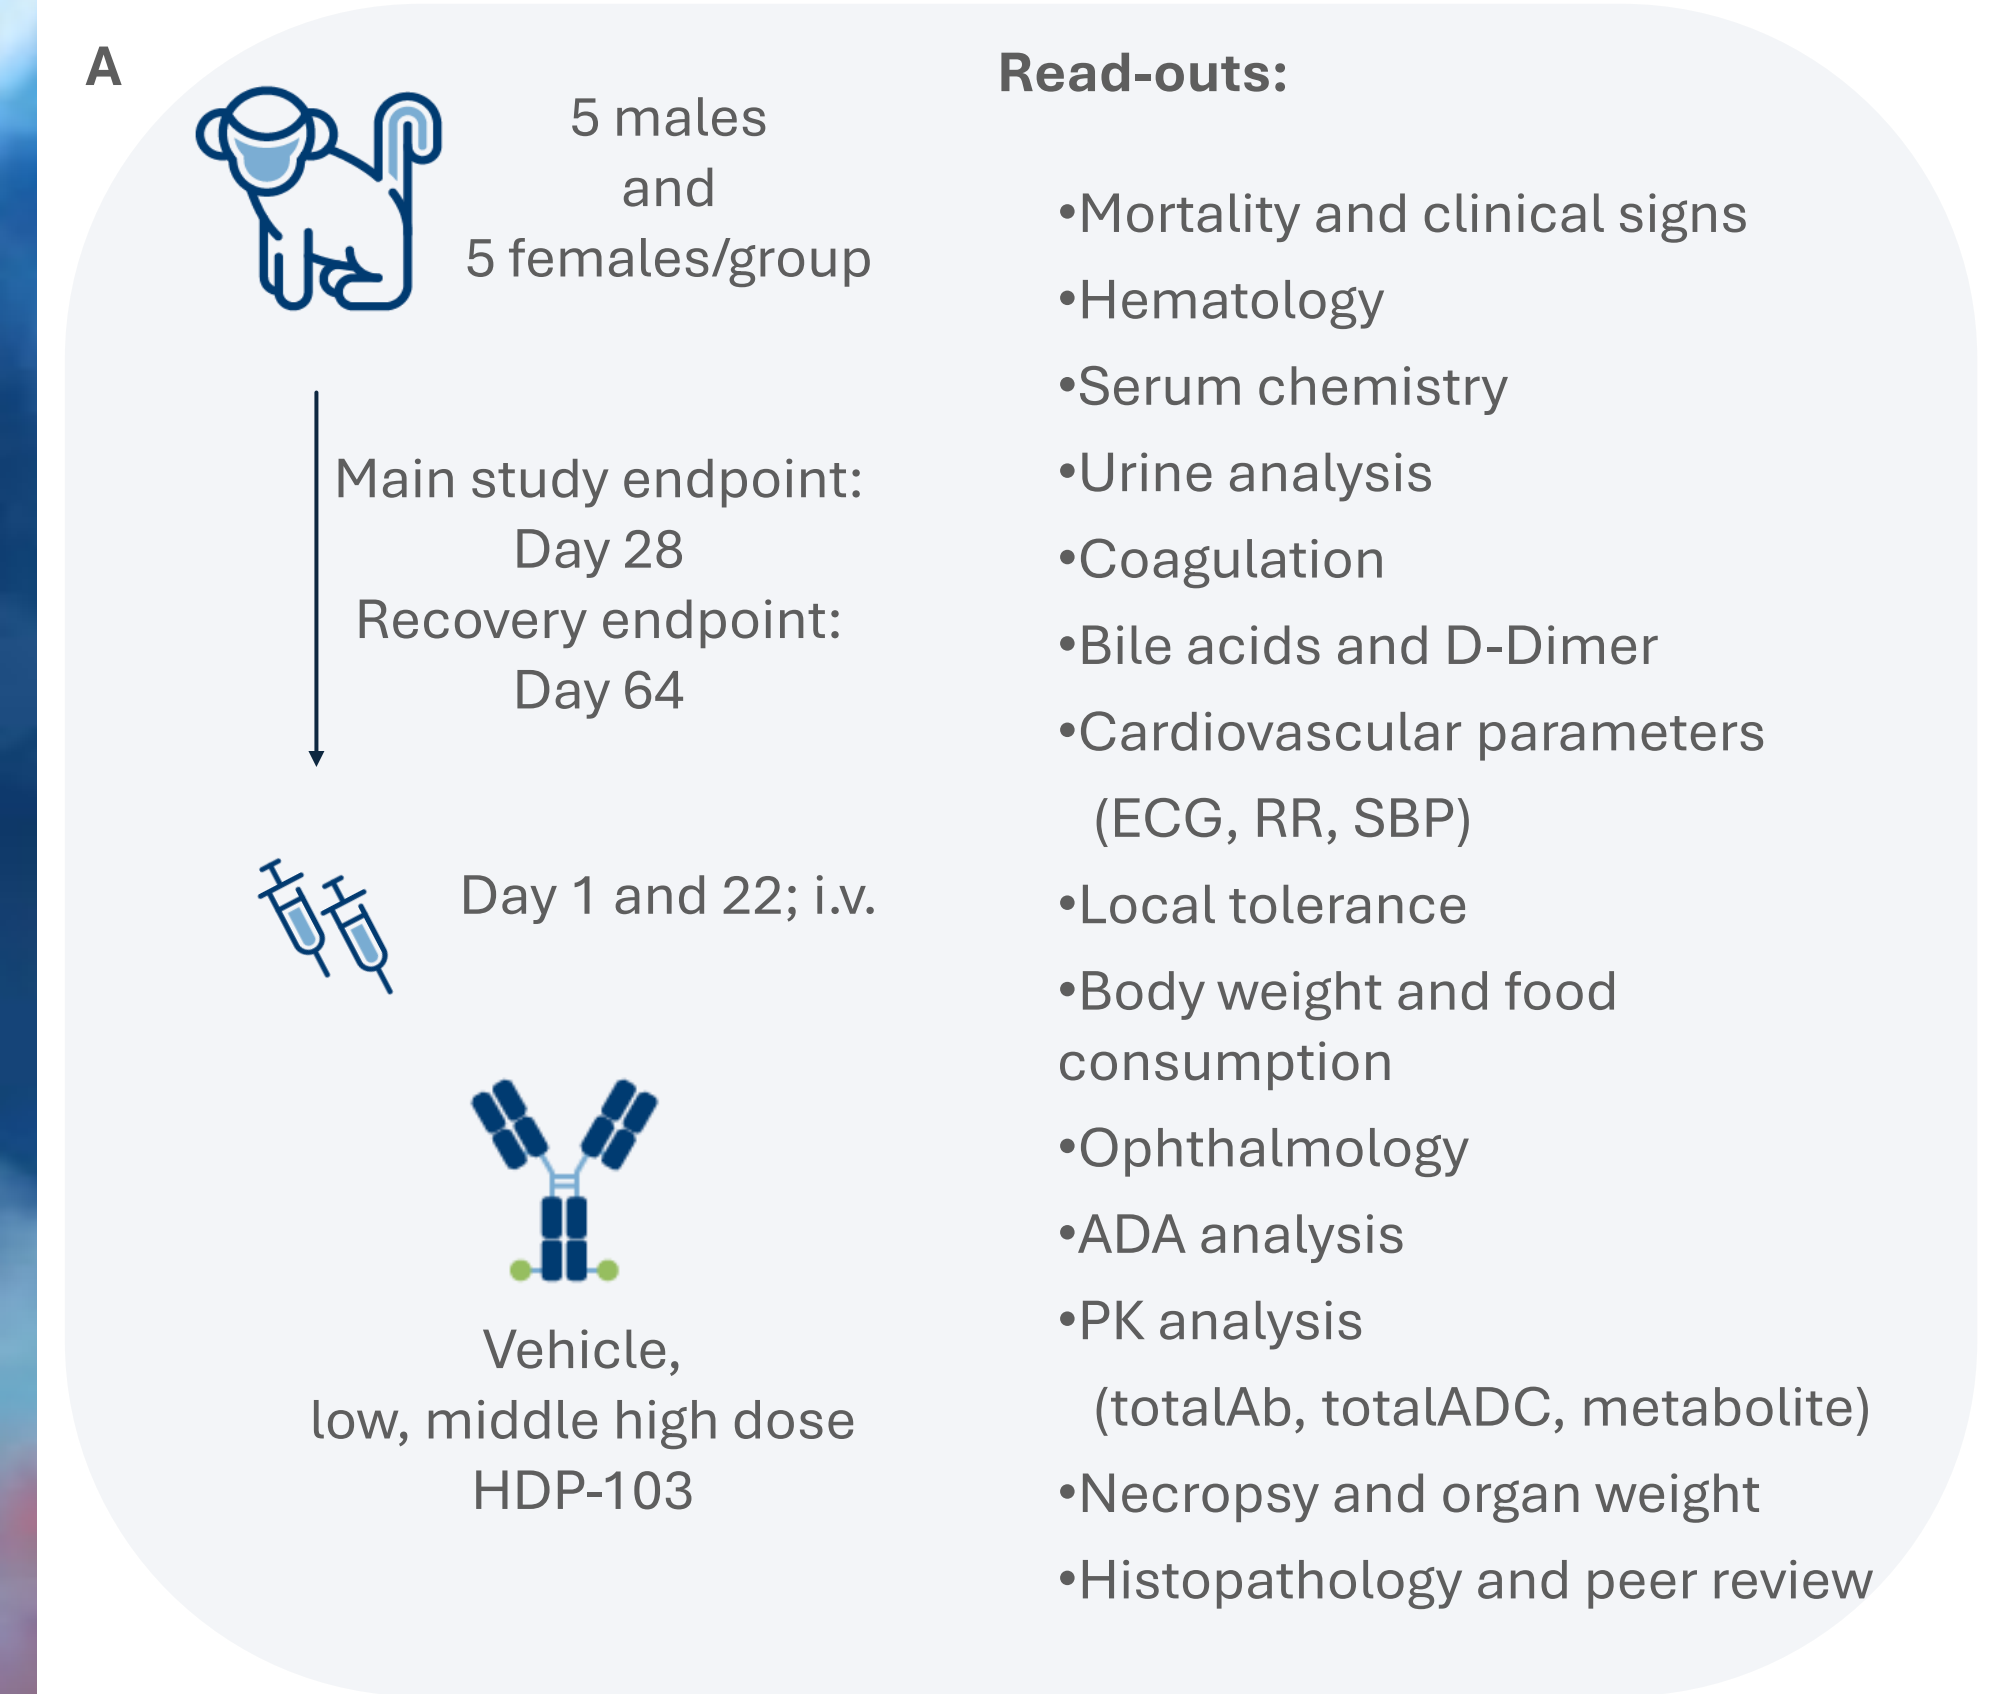 A
5 males
and
5 females/group
Main study endpoint:
Day 28
Recovery endpoint:
Day 64
Day 1 and 22; i.v.
Vehicle,
low, middle high dose
HDP-103
Read-outs:
•Mortality and clinical signs
•Hematology
•Serum chemistry
•Urine analysis
•Coagulation
•Bile acids and D-Dimer
•Cardiovascular parameters
(ECG, RR, SBP)
•Local tolerance
•Body weight and food
consumption
•Ophthalmology
•ADA analysis
•PK analysis
(totalAb, totalADC, metabolite)
•Necropsy and organ weight
•Histopathology and peer review